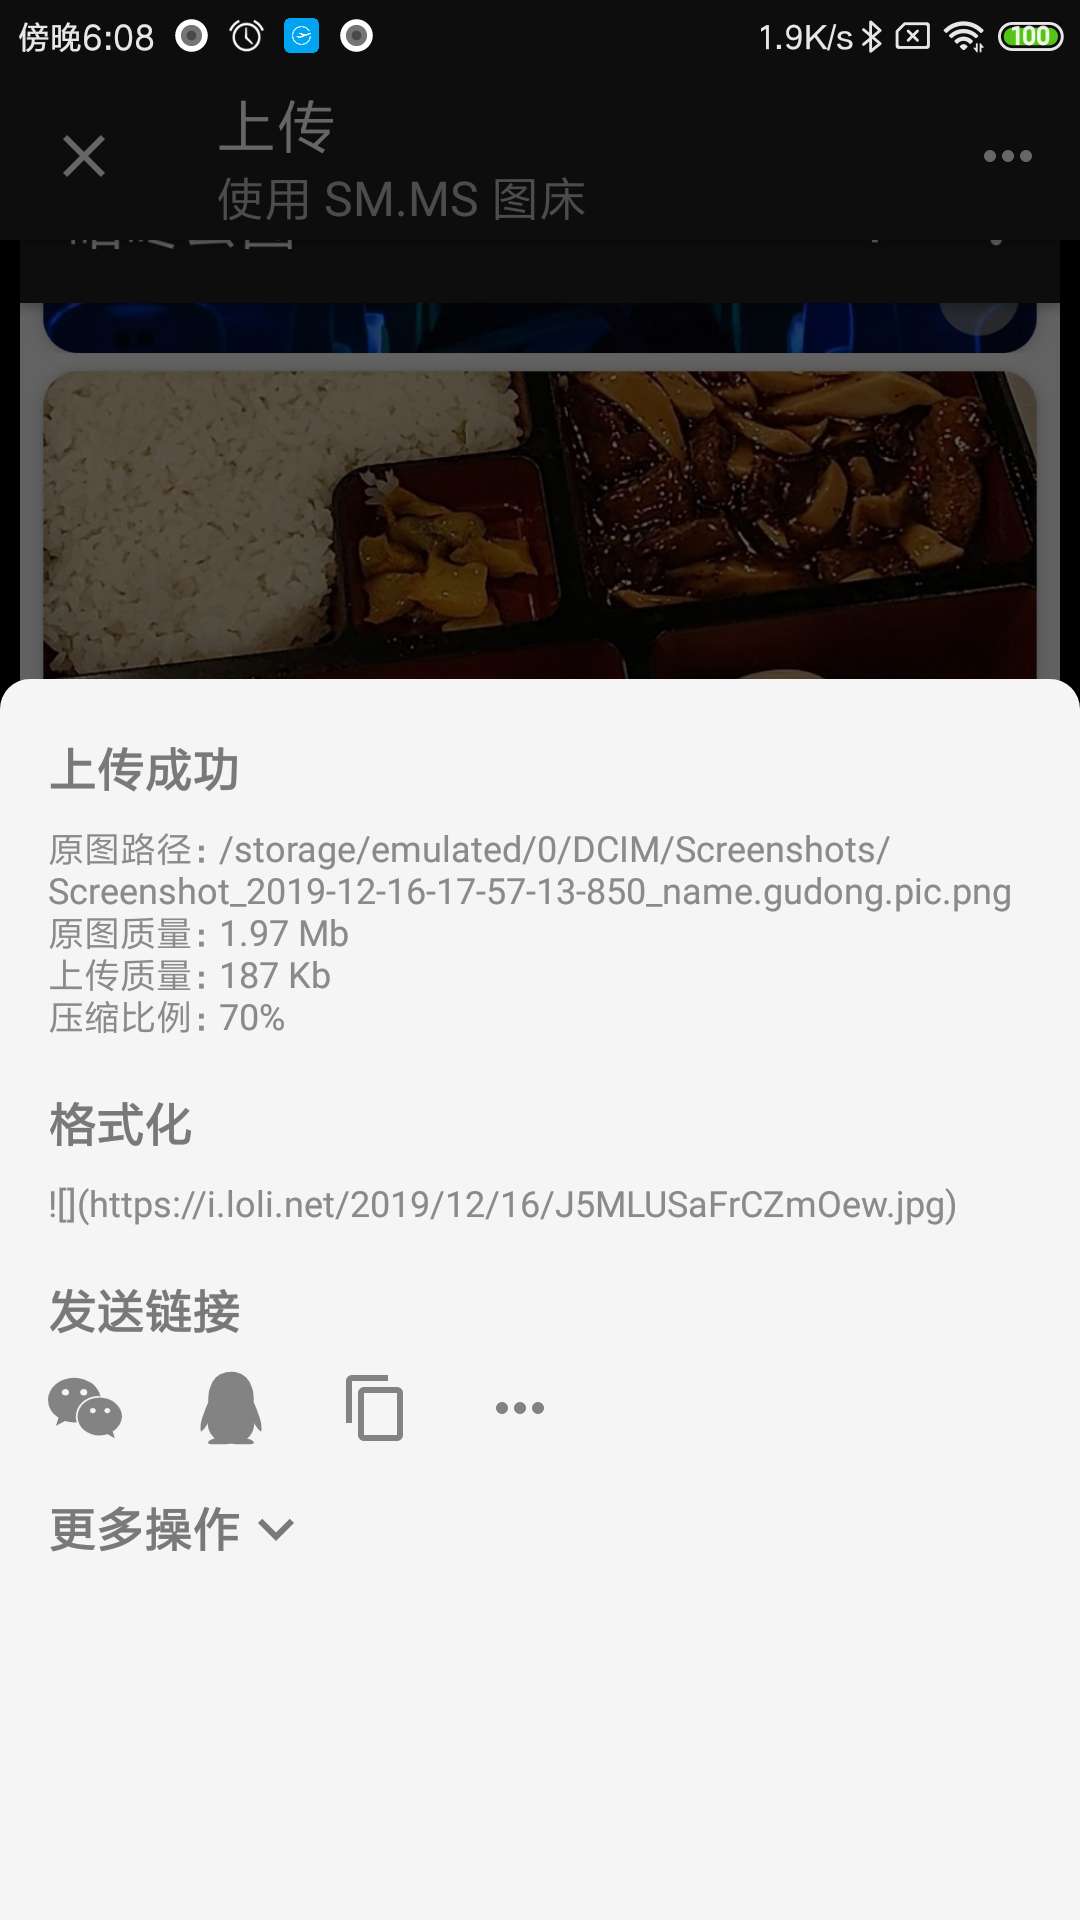 傍晚6:08
1.9K/s
100
上传
使用 SM.MS 图床
上传成功
原图路径：/storage/emulated/0/DCIM/Screenshots/
Screenshot_2019-12-16-17-57-13-850_name.gudong.pic.png
原图质量：1.97 Mb
上传质量：187 Kb
压缩比例：70%
格式化
![](https://i.loli.net/2019/12/16/J5MLUSaFrCZmOew.jpg)
发送链接
更多操作